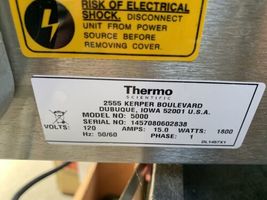 RISK OF ELECTRICAL
SHOCK. DISCONNECT
UNIT FROM POWER
SOURCE BEFORE
REMOVING COVER.
Thermo
SCIENTIFIC
2555 KERPER BOULEVARD
DUBUQUE, IOWA 52001 U.S.A.
MODEL NO: 5000
SERIAL NO: 1457080602838
VOLTS: 120 AMPS: 15.0 WATTS: 1800
Hz: 50/60 PHASE: 1
DL1457X1